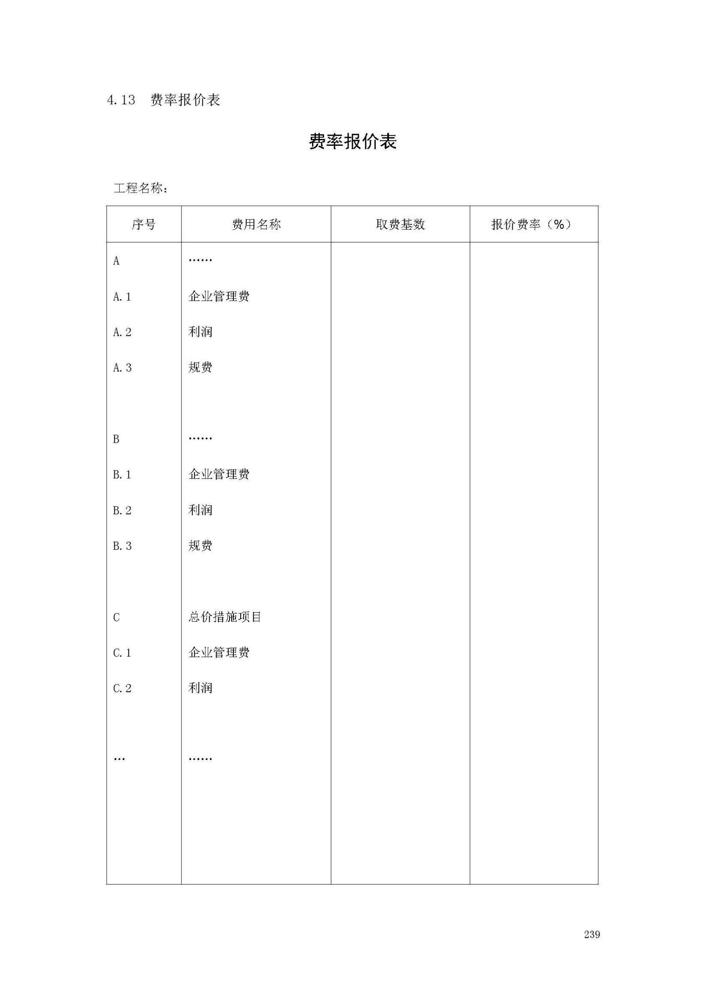 4.13 费率报价表
费率报价表
工程名称：
序号 费用名称 取费基数 报价费率（%）
A ……
A.1 企业管理费
A.2 利润
A.3 规费
B ……
B.1 企业管理费
B.2 利润
B.3 规费
C 总价措施项目
C.1 企业管理费
C.2 利润
… ……
239